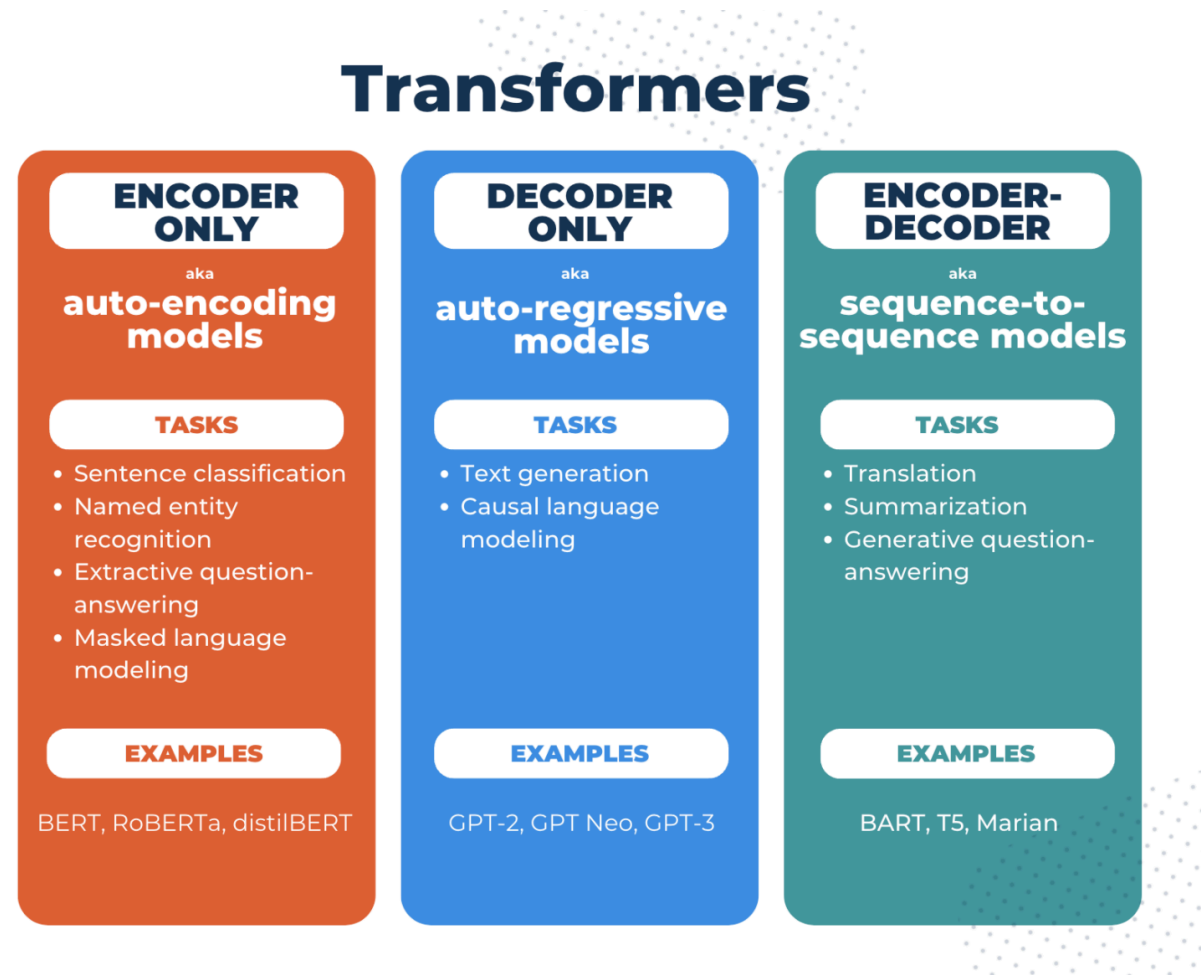 Transformers
ENCODER
ONLY
aka
auto-encoding
models
TASKS
• Sentence classification
• Named entity
recognition
• Extractive question-
answering
• Masked language
modeling
EXAMPLES
BERT, RoBERTa, distilBERT
DECODER
ONLY
aka
auto-regressive
models
TASKS
• Text generation
• Causal language
modeling
EXAMPLES
GPT-2, GPT Neo, GPT-3
ENCODER-
DECODER
aka
sequence-to-
sequence models
TASKS
• Translation
• Summarization
• Generative question-
answering
EXAMPLES
BART, T5, Marian